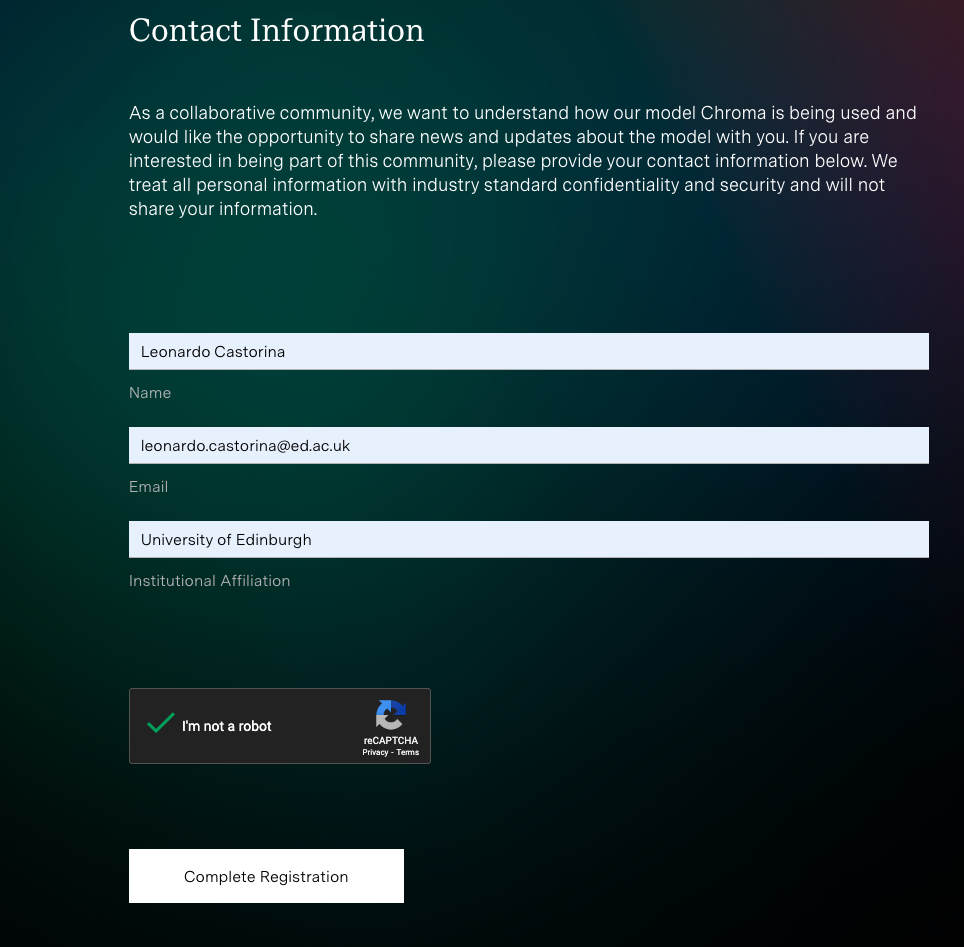 Contact Information
As a collaborative community, we want to understand how our model Chroma is being used and
would like the opportunity to share news and updates about the model with you. If you are
interested in being part of this community, please provide your contact information below. We
treat all personal information with industry standard confidentiality and security and will not
share your information.
Leonardo Castorina
Name
leonardo.castorina@ed.ac.uk
Email
University of Edinburgh
Institutional Affiliation
I'm not a robot
reCAPTCHA
Privacy - Terms
Complete Registration